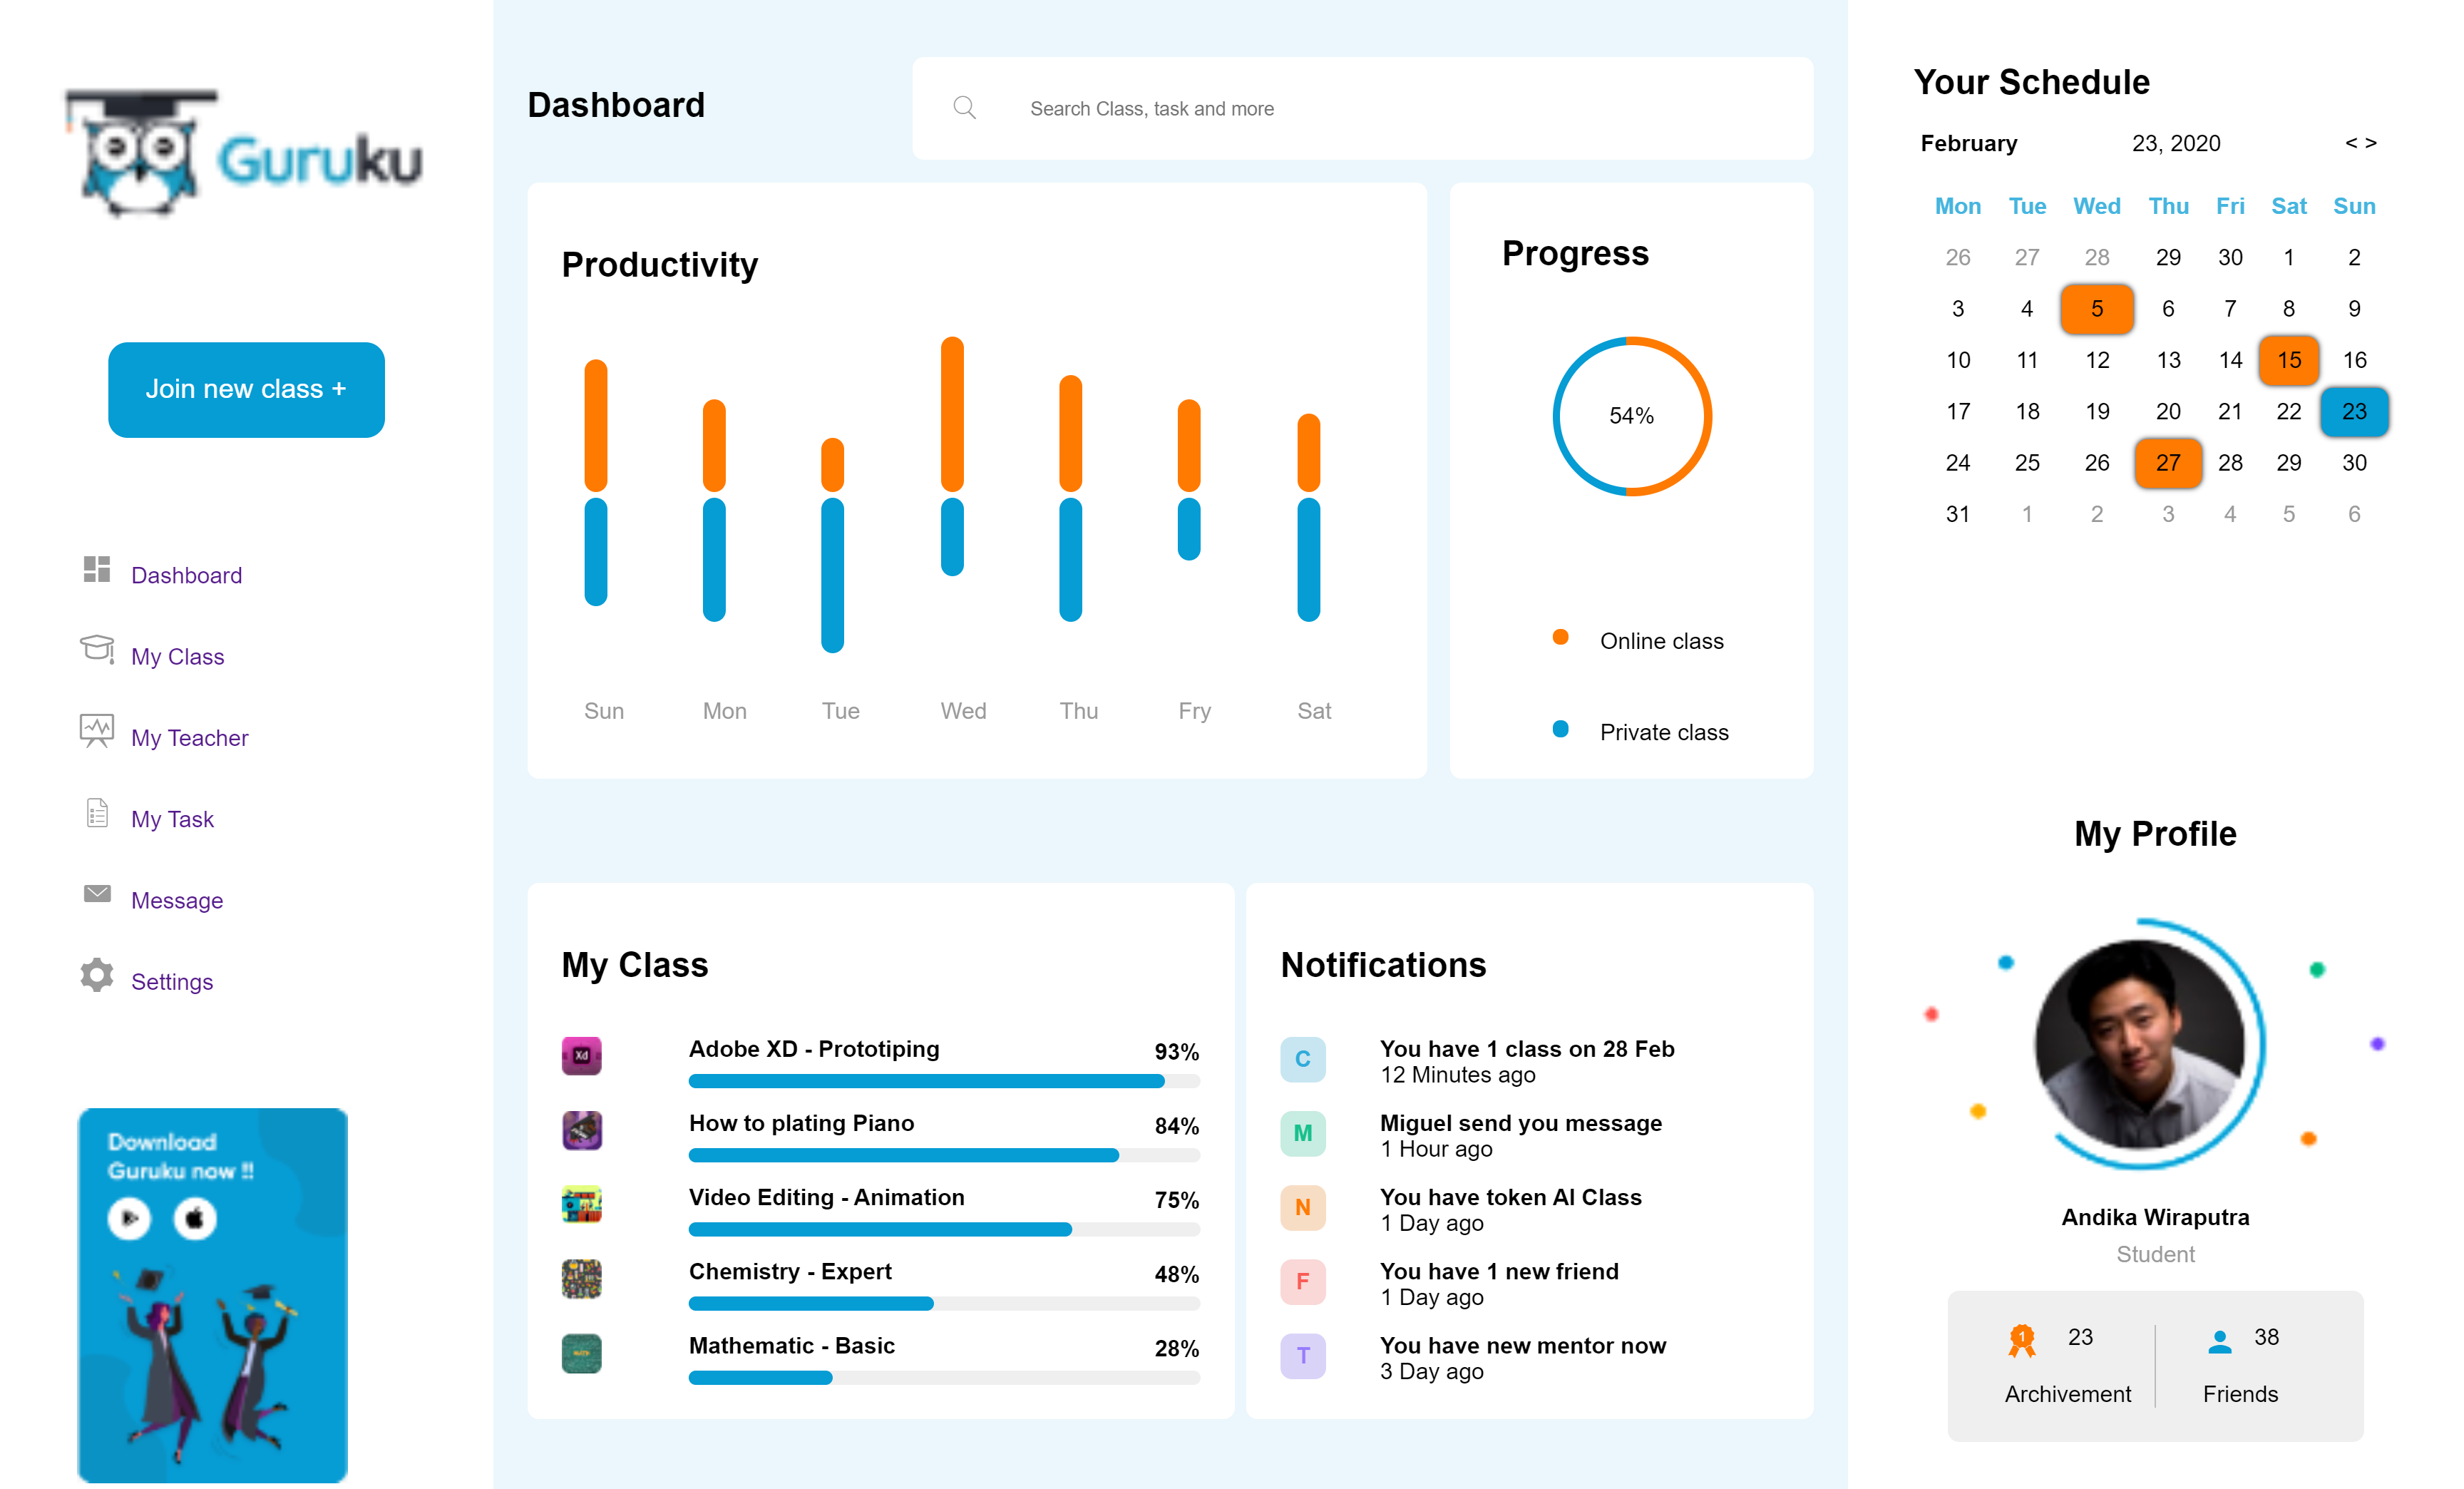 Guruku
Join new class +
Dashboard
My Class
My Teacher
My Task
Message
Settings
Download
Guruku now !!
Dashboard
Search Class, task and more
Productivity
Sun Mon Tue Wed Thu Fry Sat
Progress
54%
Online class
Private class
My Class
Xd
Adobe XD - Prototiping 93%
How to plating Piano 84%
Video Editing - Animation 75%
Chemistry - Expert 48%
Mathematic - Basic 28%
Notifications
C You have 1 class on 28 Feb
12 Minutes ago
M Miguel send you message
1 Hour ago
N You have token AI Class
1 Day ago
F You have 1 new friend
1 Day ago
T You have new mentor now
3 Day ago
Your Schedule
February 23, 2020 < >
Mon Tue Wed Thu Fri Sat Sun
26 27 28 29 30 1 2
3 4 5 6 7 8 9
10 11 12 13 14 15 16
17 18 19 20 21 22 23
24 25 26 27 28 29 30
31 1 2 3 4 5 6
My Profile
Andika Wiraputra
Student
1 23 38
Archivement Friends